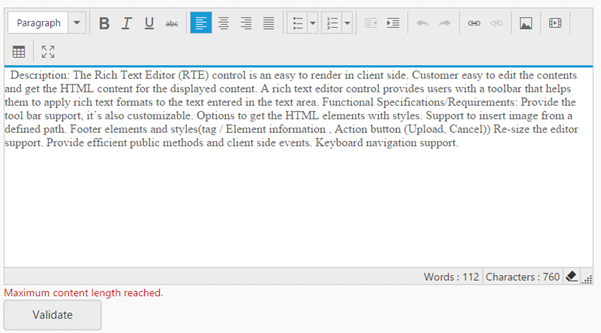 Paragraph B I U abc
Description: The Rich Text Editor (RTE) control is an easy to render in client side. Customer easy to edit the contents
and get the HTML content for the displayed content. A rich text editor control provides users with a toolbar that helps
them to apply rich text formats to the text entered in the text area. Functional Specifications/Requirements: Provide the
tool bar support, it´s also customizable. Options to get the HTML elements with styles. Support to insert image from a
defined path. Footer elements and styles(tag / Element information , Action button (Upload, Cancel)) Re-size the editor
support. Provide efficient public methods and client side events. Keyboard navigation support.
Words : 112 Characters : 760
Maximum content length reached.
Validate